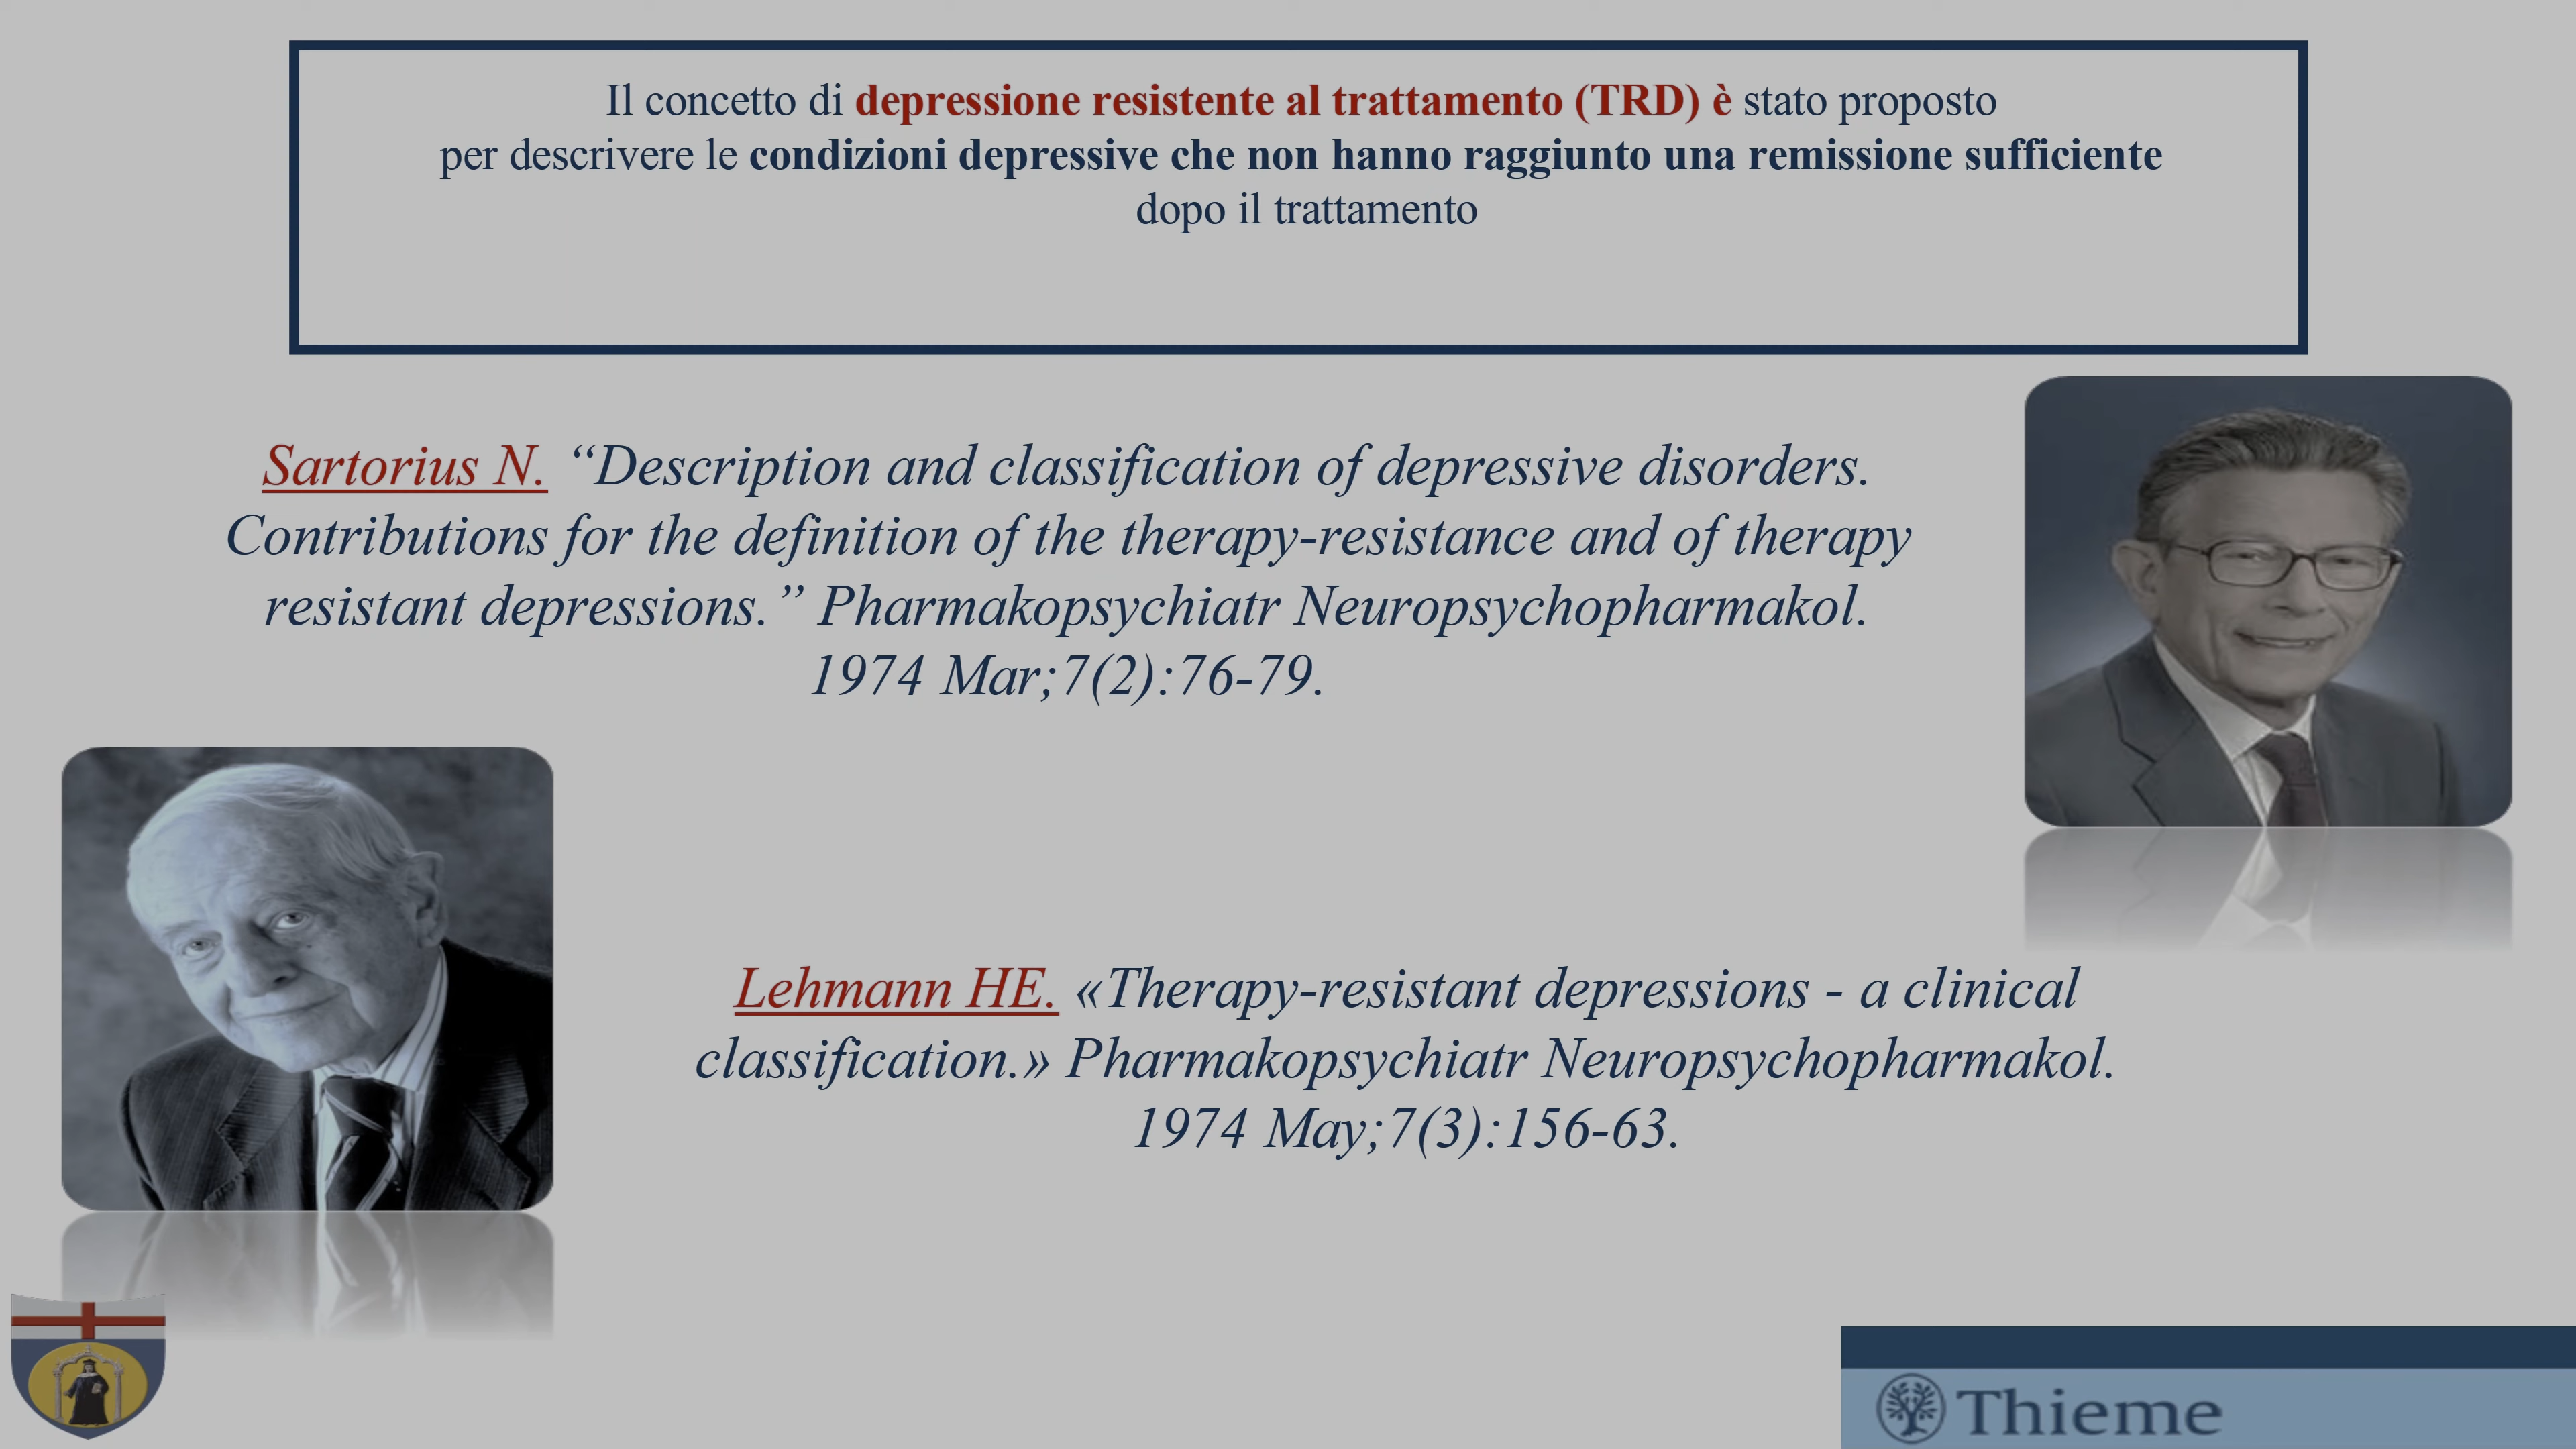 Il concetto di depressione resistente al trattamento (TRD) è stato proposto
per descrivere le condizioni depressive che non hanno raggiunto una remissione sufficiente
dopo il trattamento
Sartorius N. “Description and classification of depressive disorders.
Contributions for the definition of the therapy-resistance and of therapy
resistant depressions.” Pharmakopsychiatr Neuropsychopharmakol.
1974 Mar;7(2):76-79.
Lehmann HE. «Therapy-resistant depressions - a clinical
classification.» Pharmakopsychiatr Neuropsychopharmakol.
1974 May;7(3):156-63.
Thieme